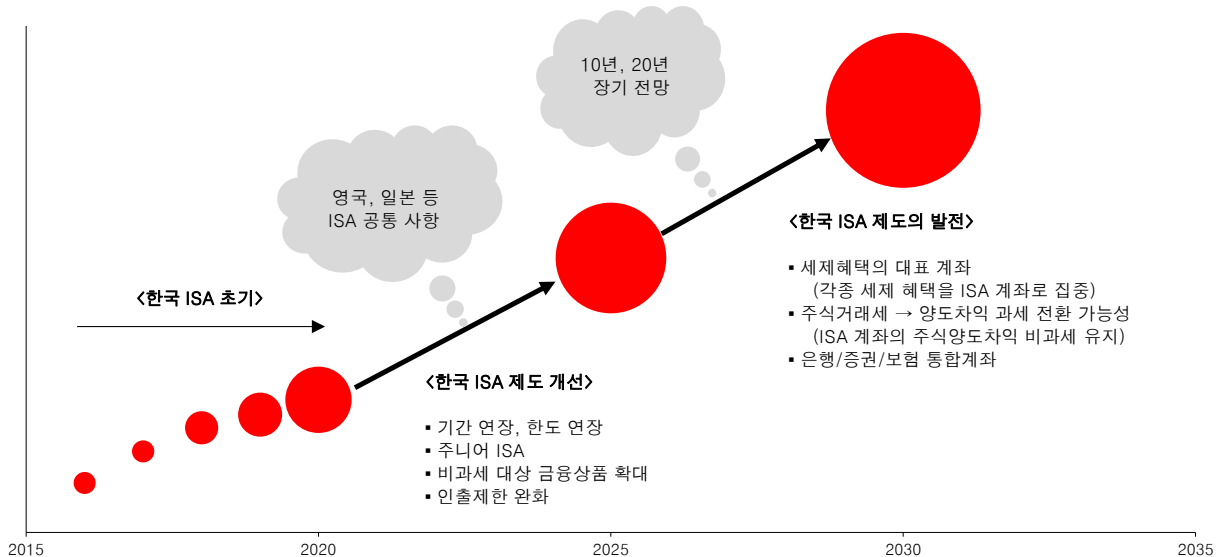 10년, 20년
장기 전망
영국, 일본 등
ISA 공통 사항
<한국 ISA 초기>
<한국 ISA 제도 개선>
▪ 기간 연장, 한도 연장
▪ 주니어 ISA
▪ 비과세 대상 금융상품 확대
▪ 인출제한 완화
<한국 ISA 제도의 발전>
▪ 세제혜택의 대표 계좌
(각종 세제 혜택을 ISA 계좌로 집중)
▪ 주식거래세 → 양도차익 과세 전환 가능성
(ISA 계좌의 주식양도차익 비과세 유지)
▪ 은행/증권/보험 통합계좌
2015
2020
2025
2030
2035